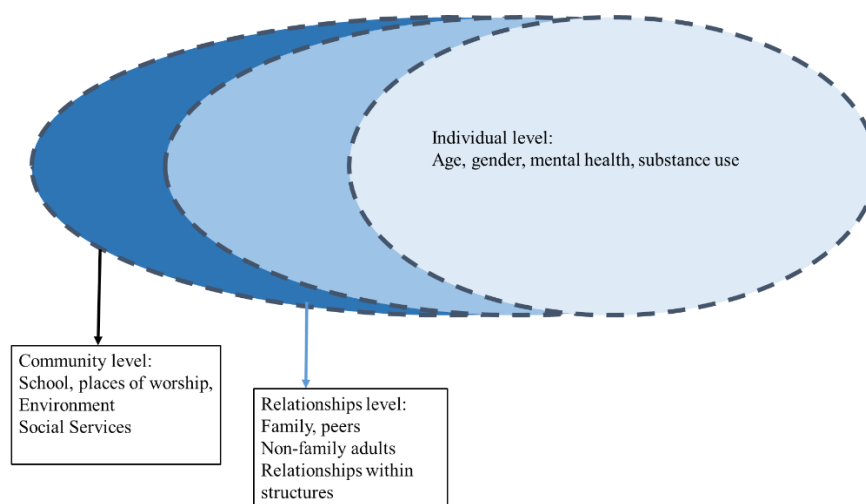 Individual level:
Age, gender, mental health, substance use
Community level:
School, places of worship,
Environment
Social Services
Relationships level:
Family, peers
Non-family adults
Relationships within
structures